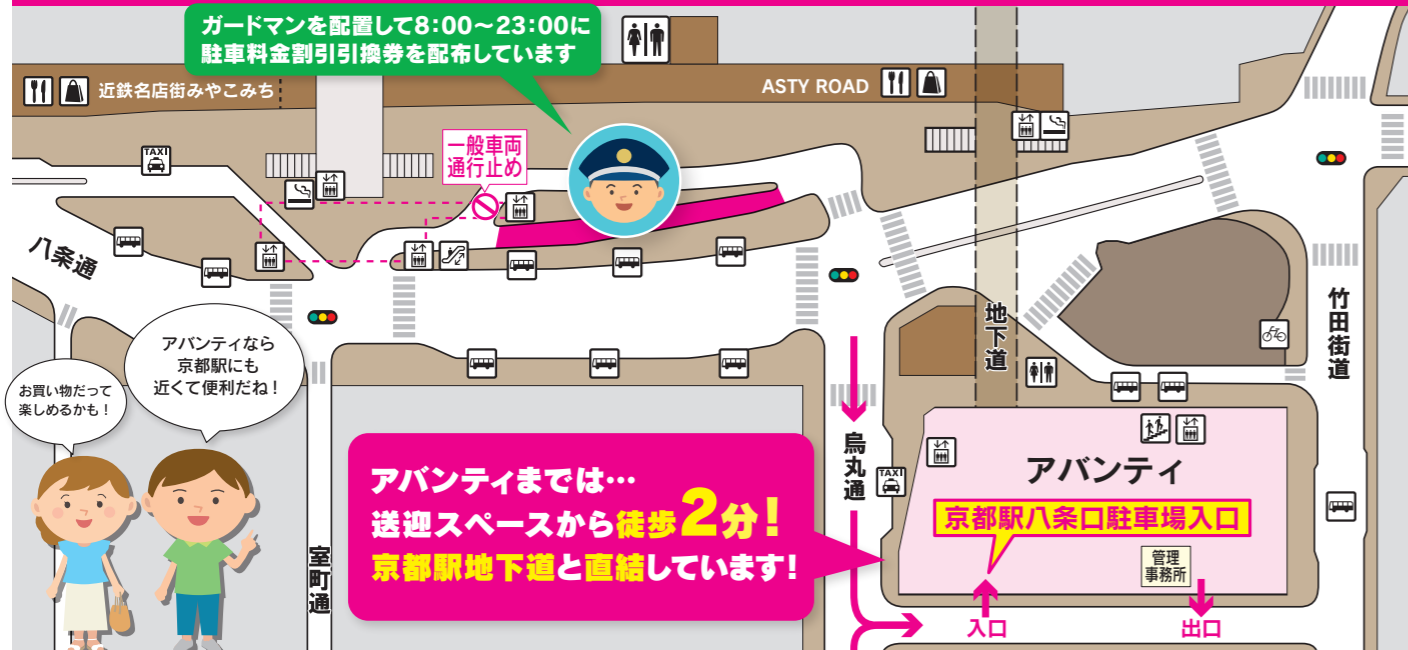 ガードマンを配置して8:00〜23:00に
駐車料金割引引換券を配布しています
近鉄名店街みやこみち
ASTY ROAD
TAXI
一般車両
通行止め
八条通
アバンティなら
京都駅にも
近くて便利だね！
お買い物だって
楽しめるかも！
地下道
竹田街道
烏丸通
TAXI
室町通
アバンティまでは…
送迎スペースから徒歩2分！
京都駅地下道と直結しています！
アバンティ
京都駅八条口駐車場入口
管理
事務所
入口
出口